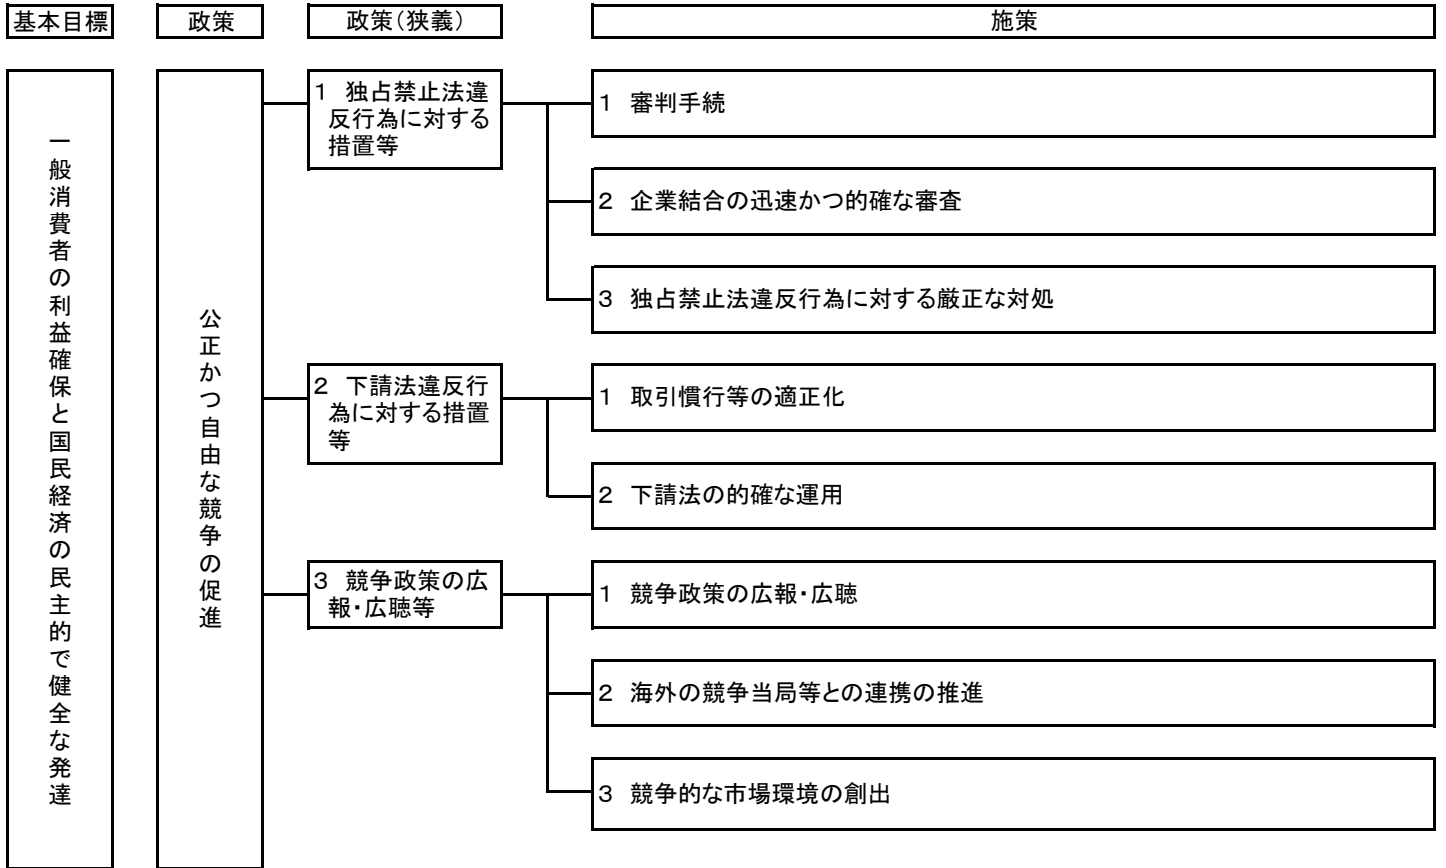 基本目標
政策
政策(狭義)
施策
一般消費者の利益確保と国民経済の民主的で健全な発達
公正かつ自由な競争の促進
1 独占禁止法違
反行為に対する
措置等
1 審判手続
2 企業結合の迅速かつ的確な審査
3 独占禁止法違反行為に対する厳正な対処
2 下請法違反行
為に対する措置
等
1 取引慣行等の適正化
2 下請法の的確な運用
3 競争政策の広
報・広聴等
1 競争政策の広報・広聴
2 海外の競争当局等との連携の推進
3 競争的な市場環境の創出